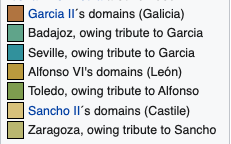 Garcia II´s domains (Galicia)
Badajoz, owing tribute to Garcia
Seville, owing tribute to Garcia
Alfonso VI's domains (León)
Toledo, owing tribute to Alfonso
Sancho II´s domains (Castile)
Zaragoza, owing tribute to Sancho